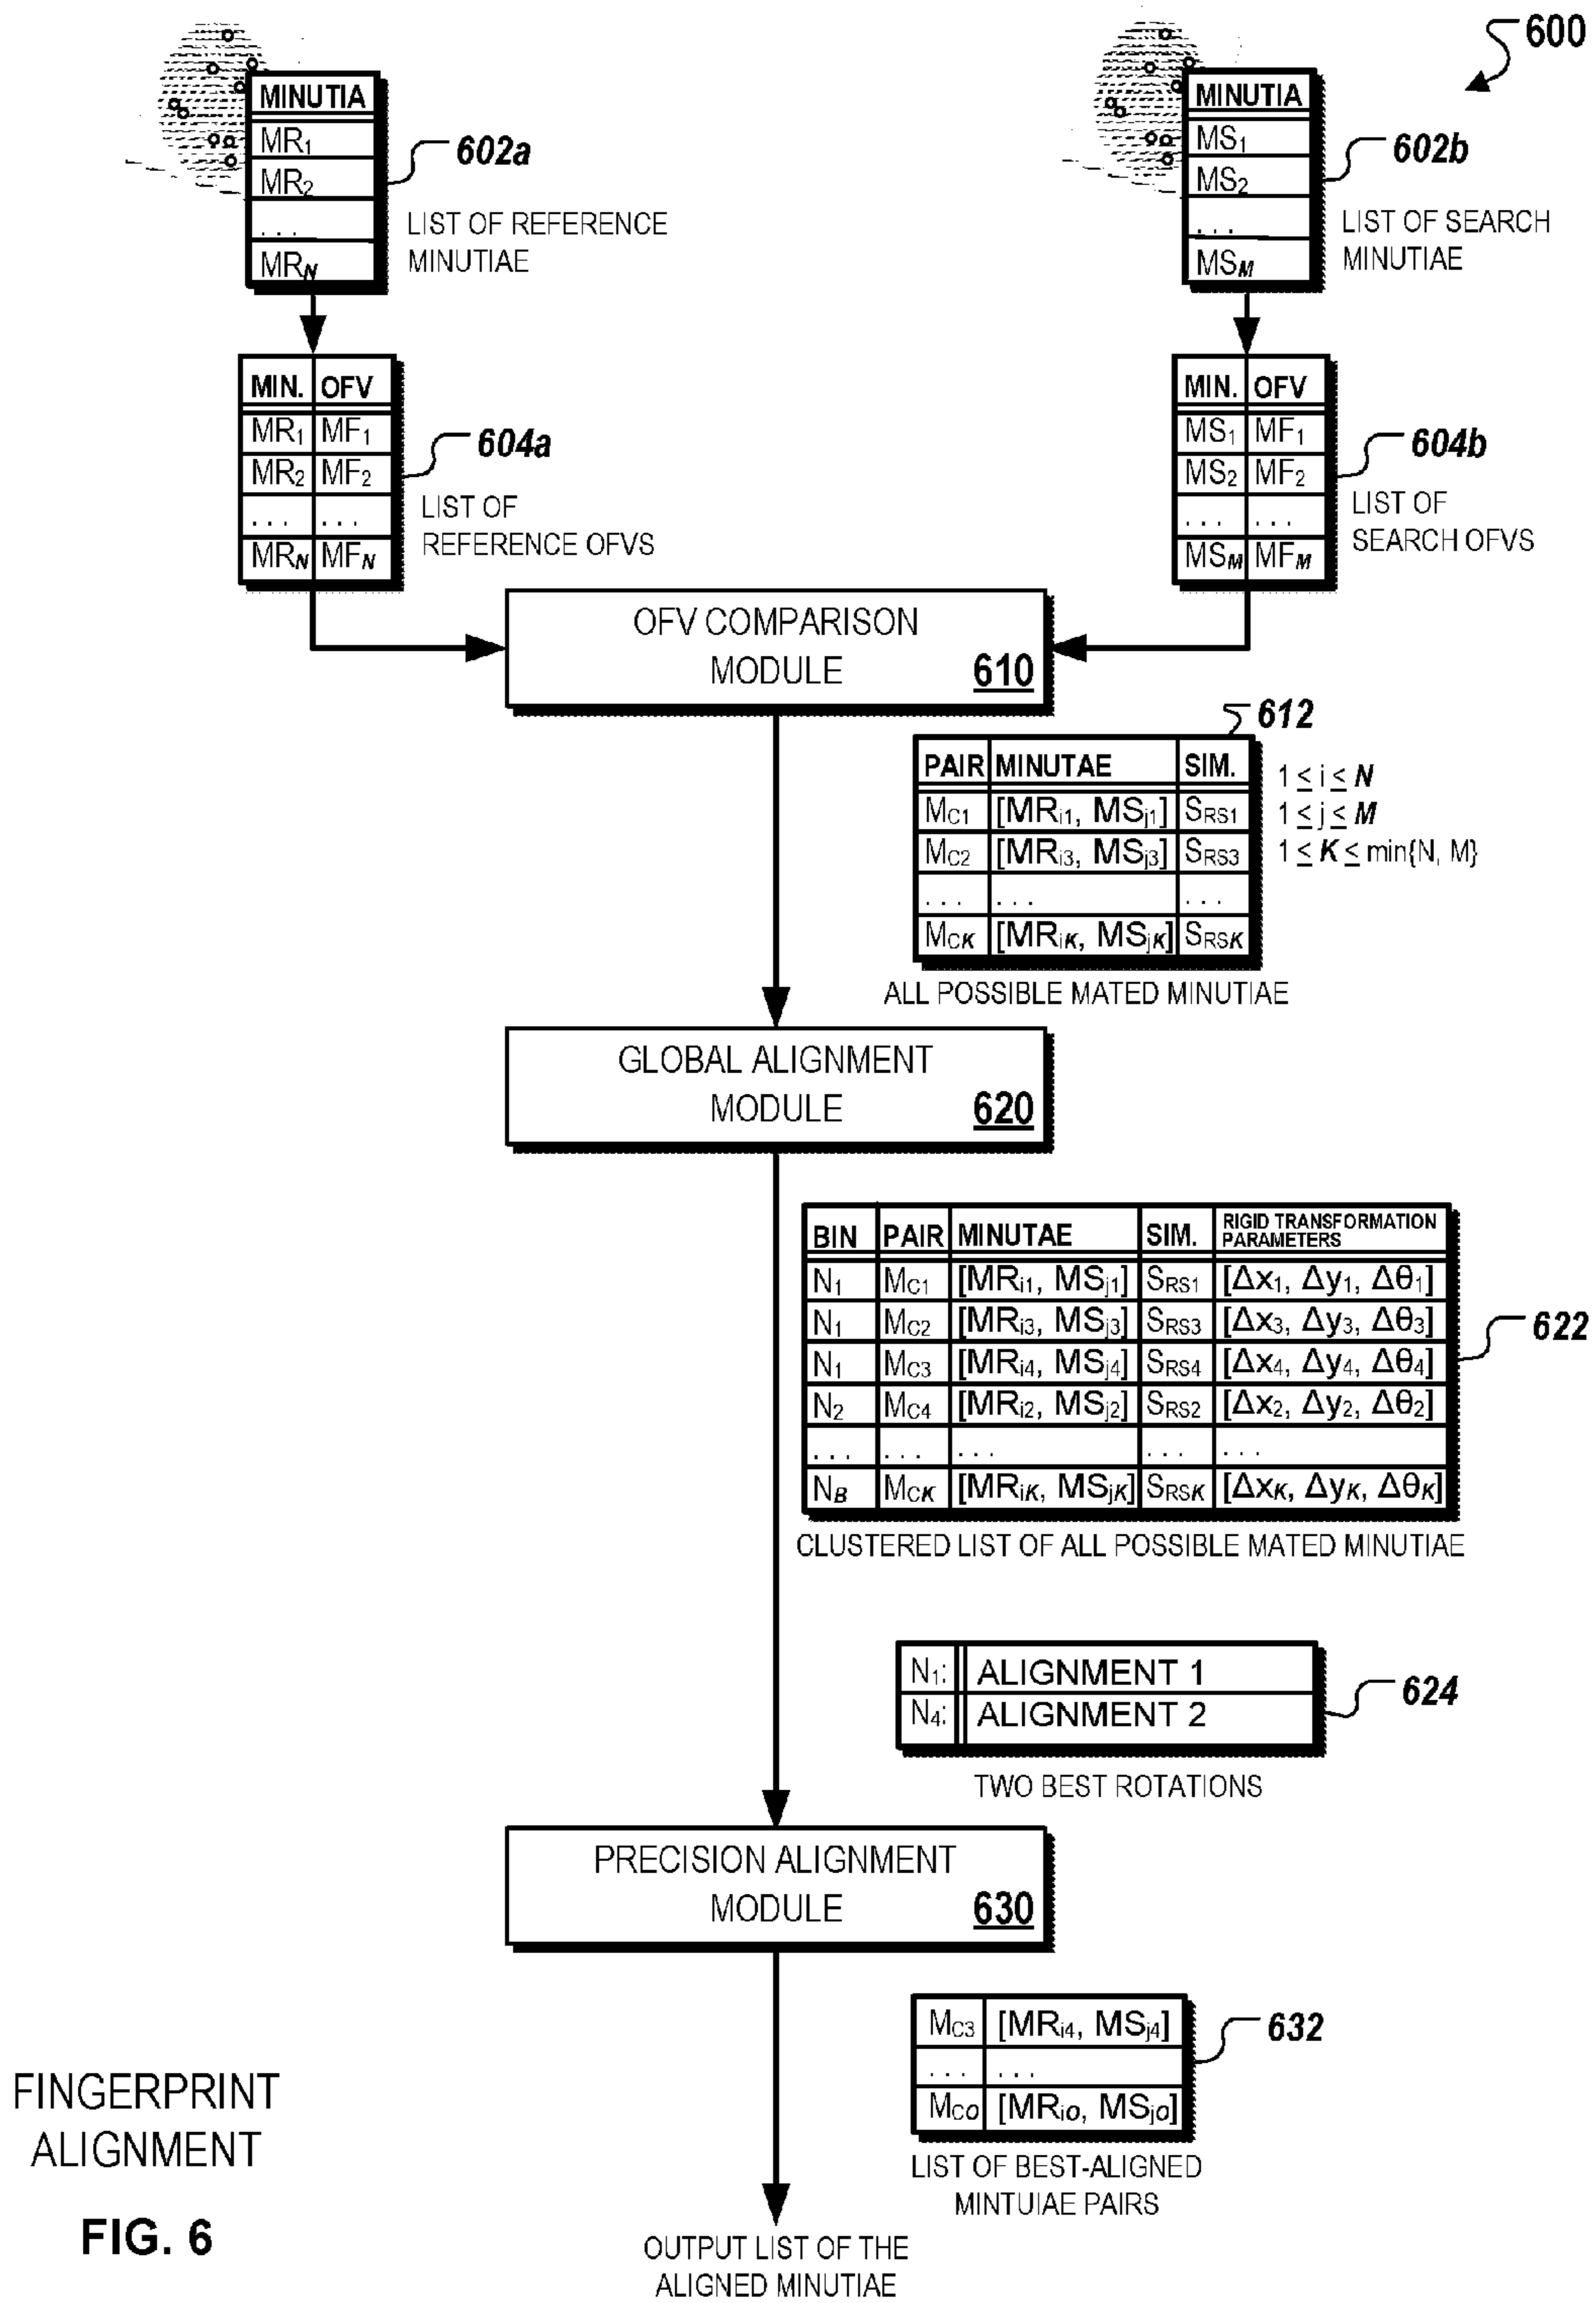 600
MINUTIA
MR1
MR2
...
MRN
602a
LIST OF REFERENCE
MINUTIAE
MINUTIA
MS1
MS2
...
MSM
602b
LIST OF SEARCH
MINUTIAE
MIN. OFV
MR1 MF1
MR2 MF2
... ...
MRN MFN
604a
LIST OF
REFERENCE OFVS
MIN. OFV
MS1 MF1
MS2 MF2
... ...
MSM MFM
604b
LIST OF
SEARCH OFVS
OFV COMPARISON
MODULE 610
612
PAIR MINUTAE SIM.
MC1 [MRi1, MSj1] SRS1
MC2 [MRi3, MSj3] SRS3
... ... ...
MCK [MRiK, MSjK] SRSK
1 ≤ i ≤ N
1 ≤ j ≤ M
1 ≤ K ≤ min{N, M}
ALL POSSIBLE MATED MINUTIAE
GLOBAL ALIGNMENT
MODULE 620
BIN PAIR MINUTAE SIM. RIGID TRANSFORMATION PARAMETERS
N1 MC1 [MRi1, MSj1] SRS1 [Δx1, Δy1, Δθ1]
N1 MC2 [MRi3, MSj3] SRS3 [Δx3, Δy3, Δθ3]
N1 MC3 [MRi4, MSj4] SRS4 [Δx4, Δy4, Δθ4]
N2 MC4 [MRi2, MSj2] SRS2 [Δx2, Δy2, Δθ2]
... ... ... ... ...
NB MCK [MRiK, MSjK] SRSK [ΔxK, ΔyK, ΔθK]
622
CLUSTERED LIST OF ALL POSSIBLE MATED MINUTIAE
N1: ALIGNMENT 1
N4: ALIGNMENT 2
624
TWO BEST ROTATIONS
PRECISION ALIGNMENT
MODULE 630
MC3 [MRi4, MSj4]
... ...
MCO [MRiO, MSjO]
632
LIST OF BEST-ALIGNED
MINTUIAE PAIRS
FINGERPRINT
ALIGNMENT
FIG. 6
OUTPUT LIST OF THE
ALIGNED MINUTIAE